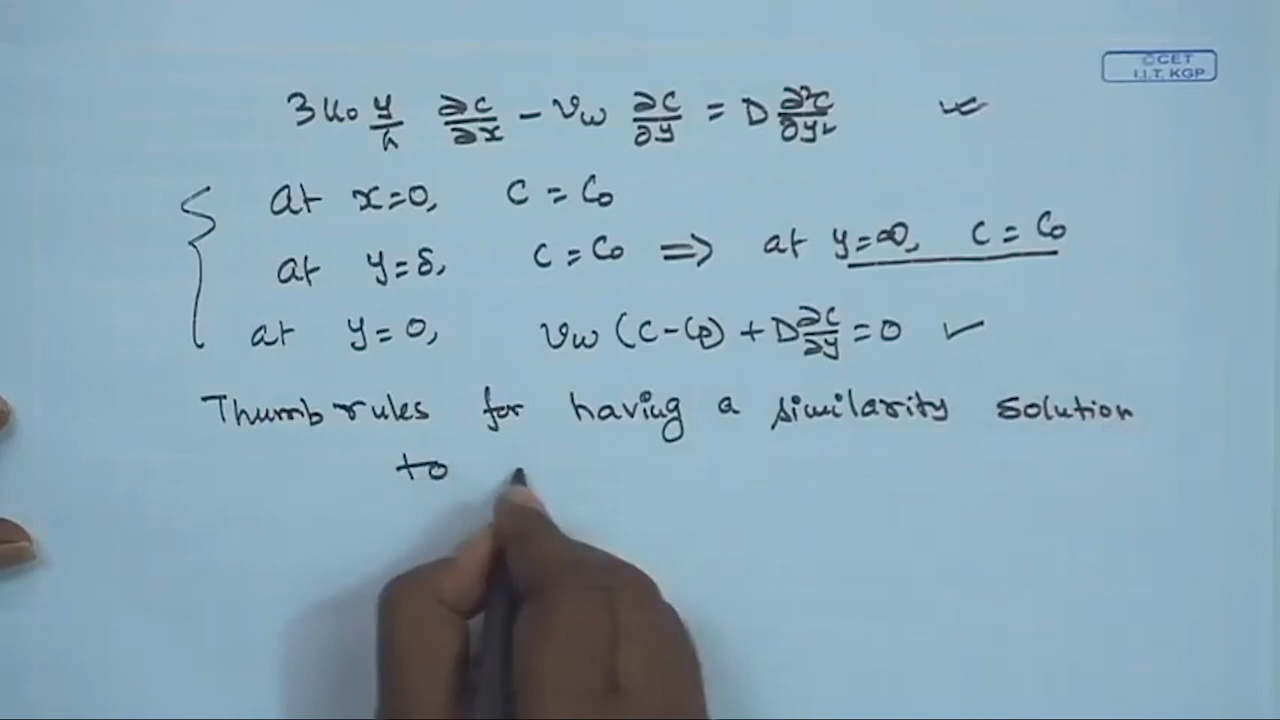 ©CET
I.I.T. KGP
3u₀ y/h ∂c/∂x - v_w ∂c/∂y = D ∂²c/∂y²
at x=0, c = c₀
at y=δ, c = c₀ ⇒ at y=∞, c = c₀
at y=0, v_w (c-c_p) + D ∂c/∂y = 0 ✓
Thumb rules for having a similarity solution
to